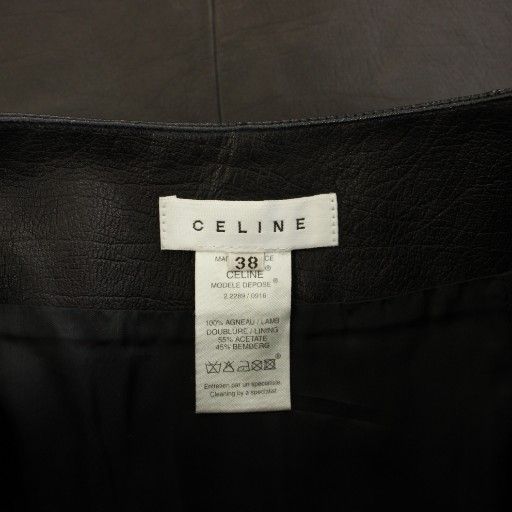 CELINE
38
CELINE®
MODELE DEPOSE®
2.2289 / 0916
100% AGNEAU / LAMB
DOUBLURE / LINING
55% ACETATE
45% BEMBERG
Entretien par un specialiste
Cleaning by a specialist